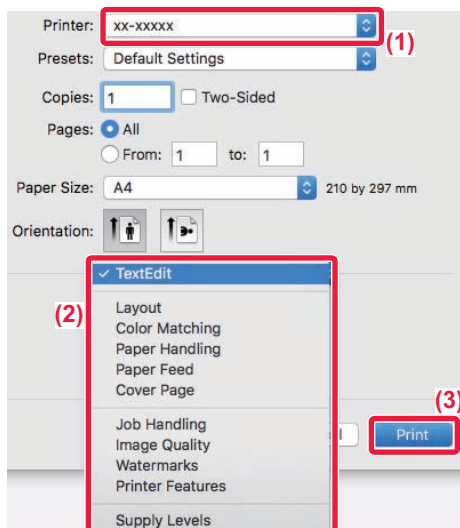 Printer: xx-xxxxx
(1)
Presets: Default Settings
Copies: 1 Two-Sided
Pages: All
From: 1 to: 1
Paper Size: A4 210 by 297 mm
Orientation:
✓ TextEdit
(2)
Layout
Color Matching
Paper Handling
Paper Feed
Cover Page
Job Handling
Image Quality
Watermarks
Printer Features
Supply Levels
(3)
Print